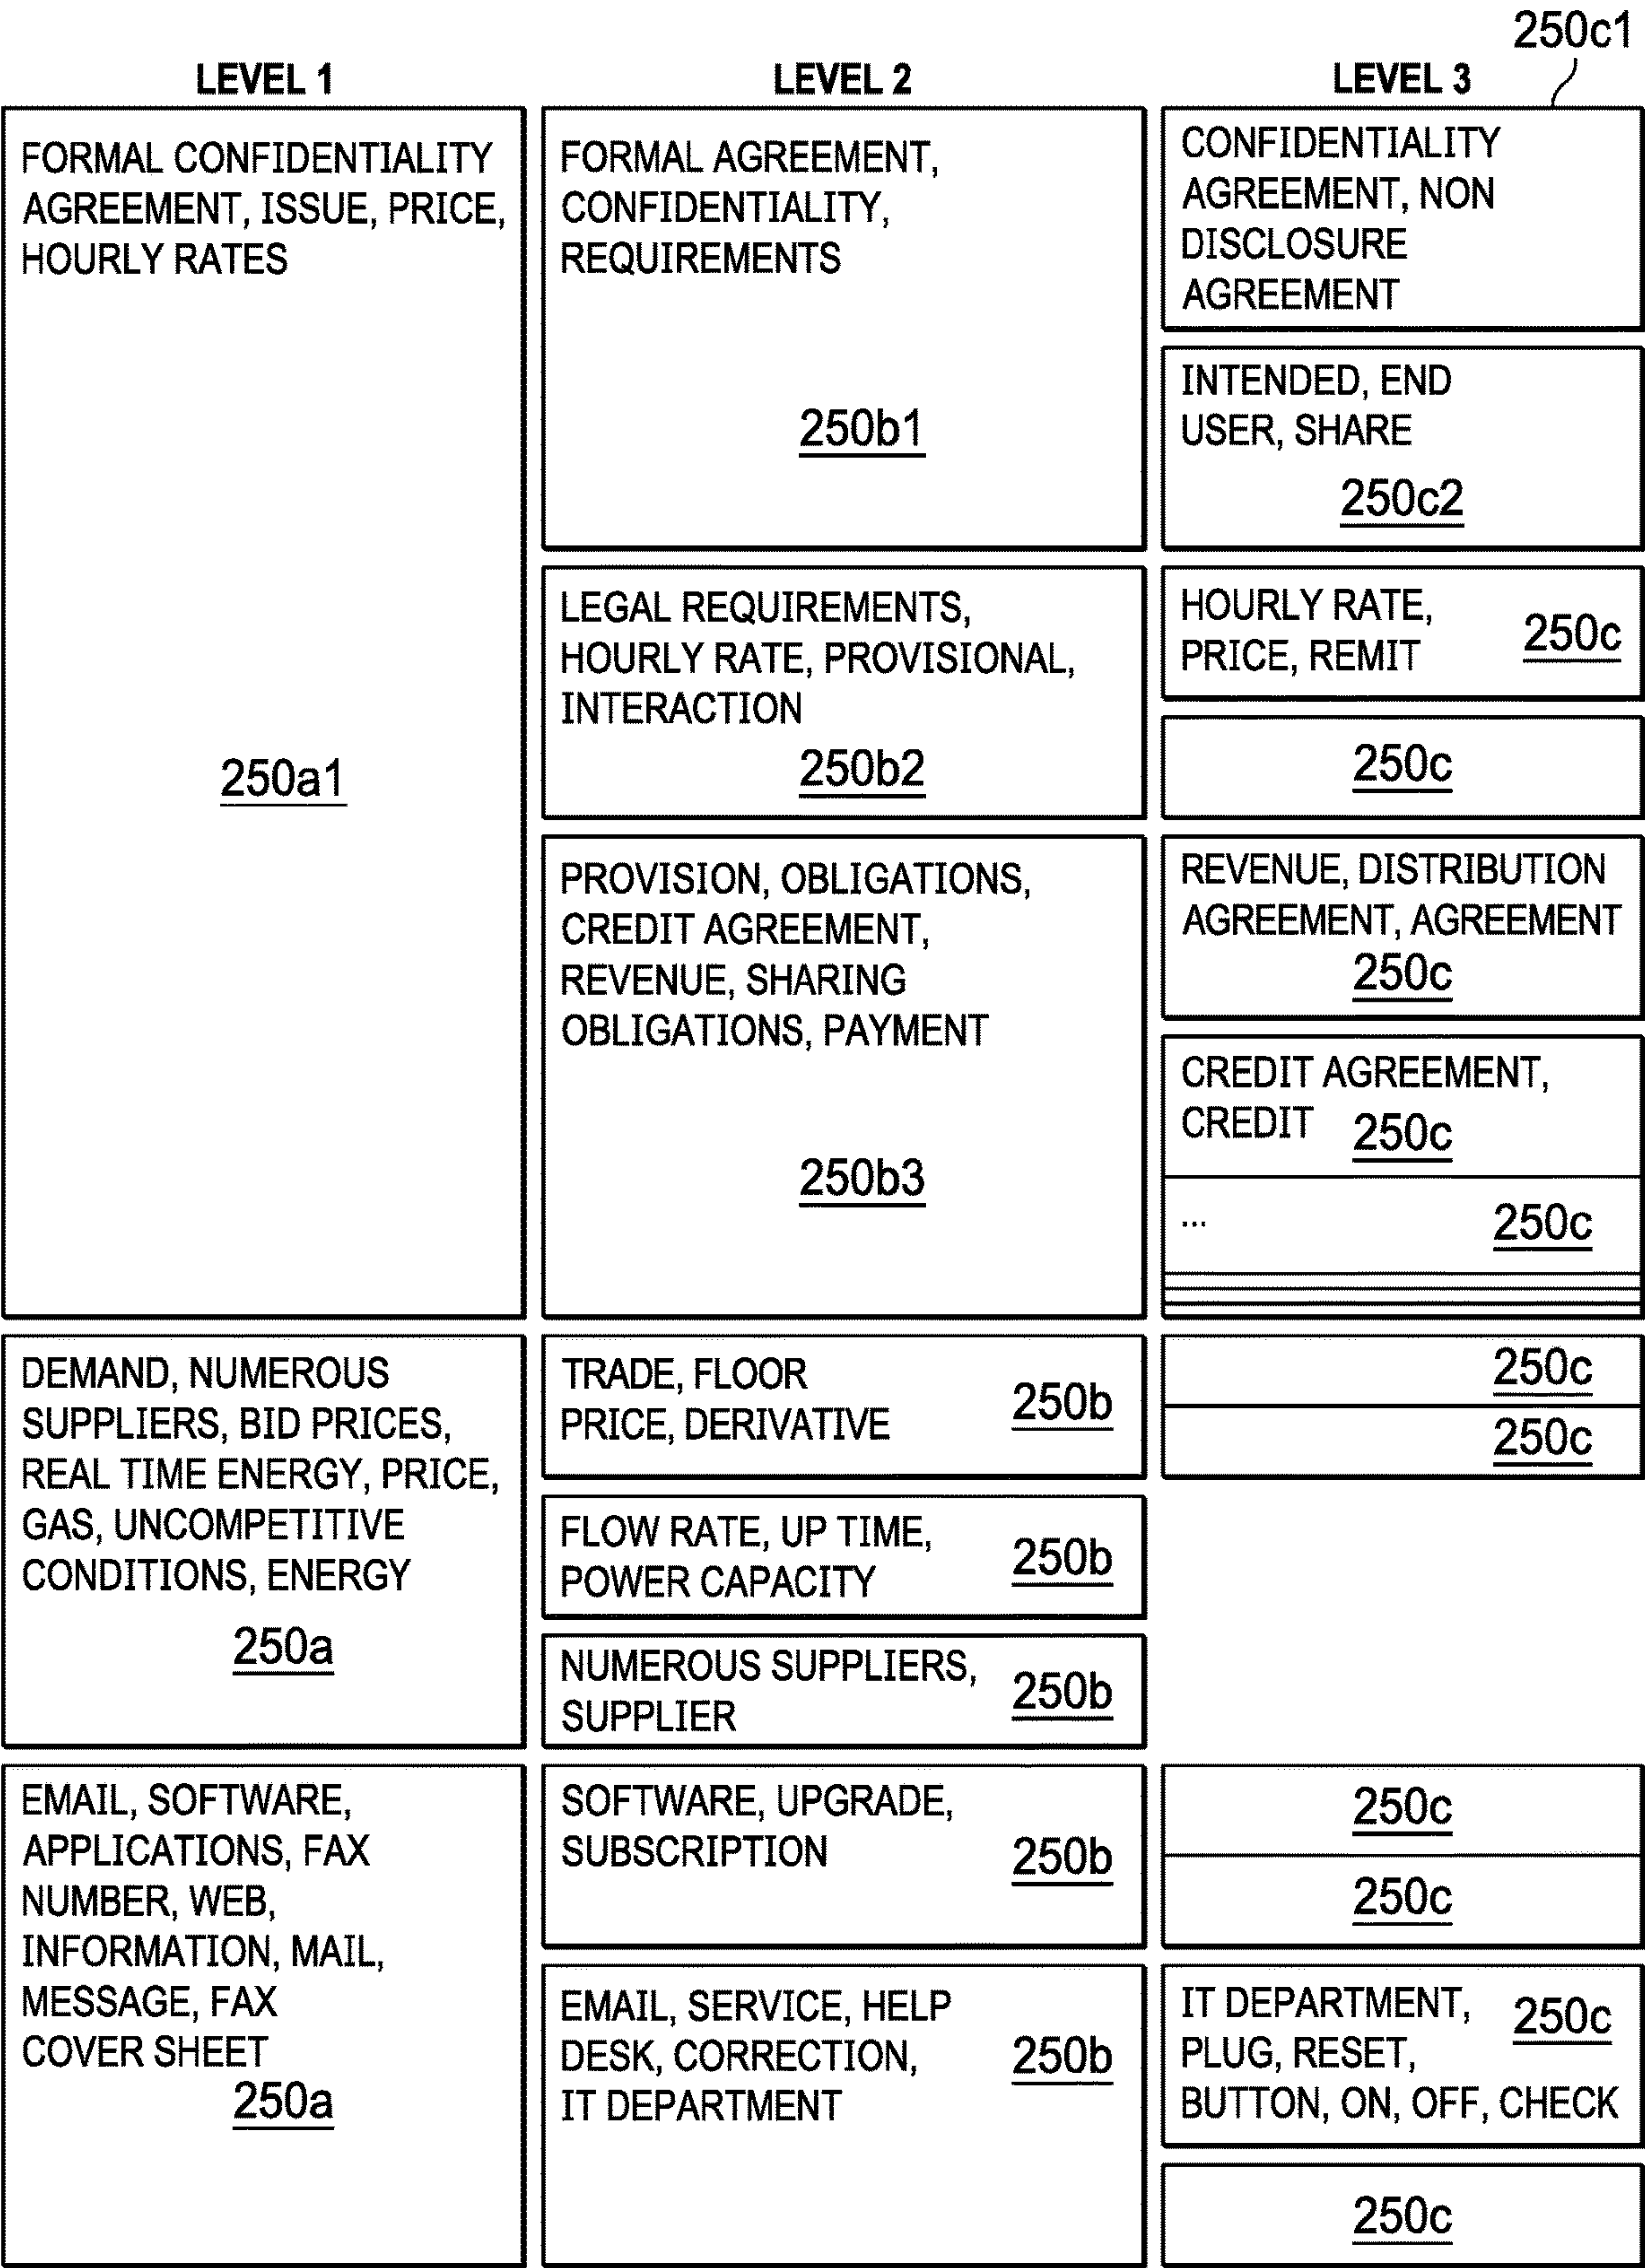 250c1
LEVEL 1
LEVEL 2
LEVEL 3
FORMAL CONFIDENTIALITY
AGREEMENT, ISSUE, PRICE,
HOURLY RATES
250a1
FORMAL AGREEMENT,
CONFIDENTIALITY,
REQUIREMENTS
250b1
CONFIDENTIALITY
AGREEMENT, NON
DISCLOSURE
AGREEMENT
INTENDED, END
USER, SHARE
250c2
LEGAL REQUIREMENTS,
HOURLY RATE, PROVISIONAL,
INTERACTION
250b2
HOURLY RATE,
PRICE, REMIT
250c
250c
PROVISION, OBLIGATIONS,
CREDIT AGREEMENT,
REVENUE, SHARING
OBLIGATIONS, PAYMENT
250b3
REVENUE, DISTRIBUTION
AGREEMENT, AGREEMENT
250c
CREDIT AGREEMENT,
CREDIT
250c
...
250c
DEMAND, NUMEROUS
SUPPLIERS, BID PRICES,
REAL TIME ENERGY, PRICE,
GAS, UNCOMPETITIVE
CONDITIONS, ENERGY
250a
TRADE, FLOOR
PRICE, DERIVATIVE
250b
250c
250c
FLOW RATE, UP TIME,
POWER CAPACITY
250b
NUMEROUS SUPPLIERS,
SUPPLIER
250b
EMAIL, SOFTWARE,
APPLICATIONS, FAX
NUMBER, WEB,
INFORMATION, MAIL,
MESSAGE, FAX
COVER SHEET
250a
SOFTWARE, UPGRADE,
SUBSCRIPTION
250b
250c
250c
EMAIL, SERVICE, HELP
DESK, CORRECTION,
IT DEPARTMENT
250b
IT DEPARTMENT,
PLUG, RESET,
BUTTON, ON, OFF, CHECK
250c
250c